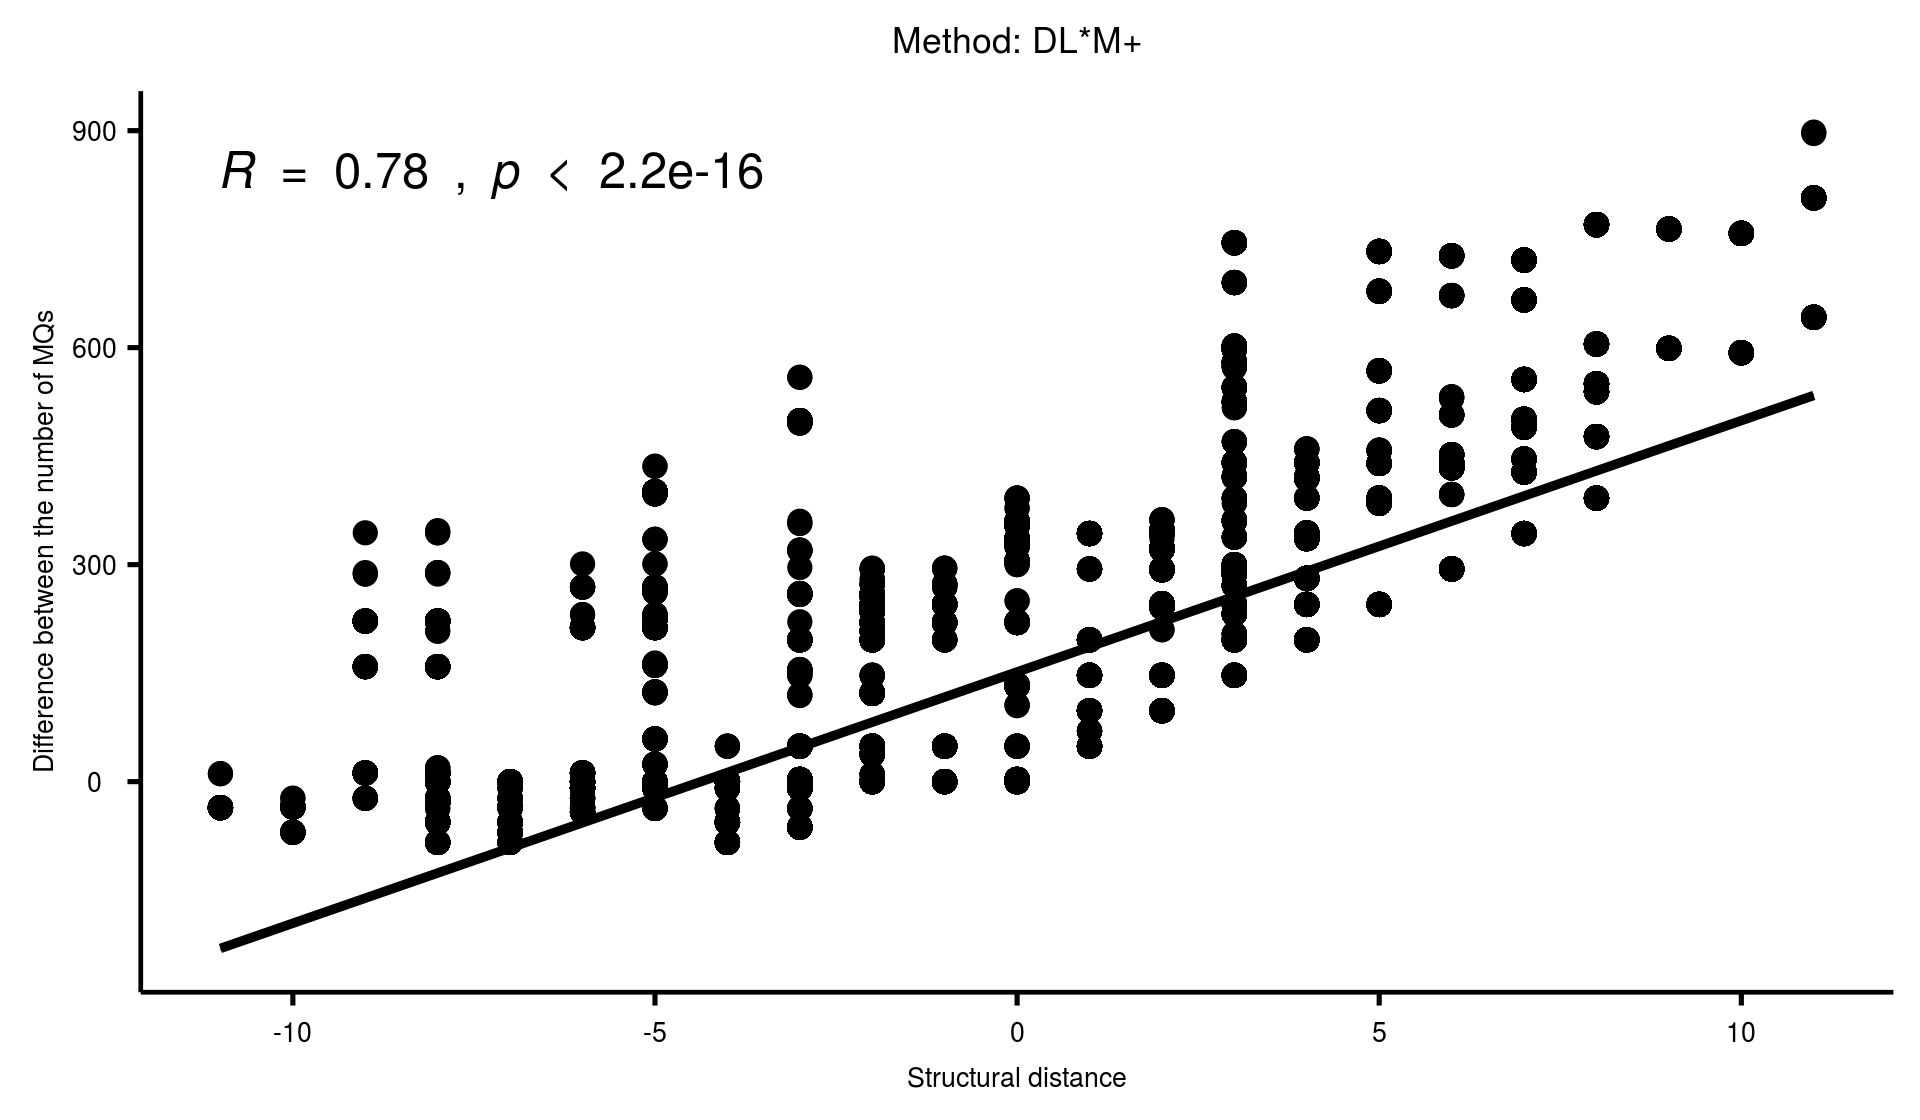 Method: DL*M+
R = 0.78 , p < 2.2e-16
Difference between the number of MQs
900
600
300
0
-10
-5
0
5
10
Structural distance